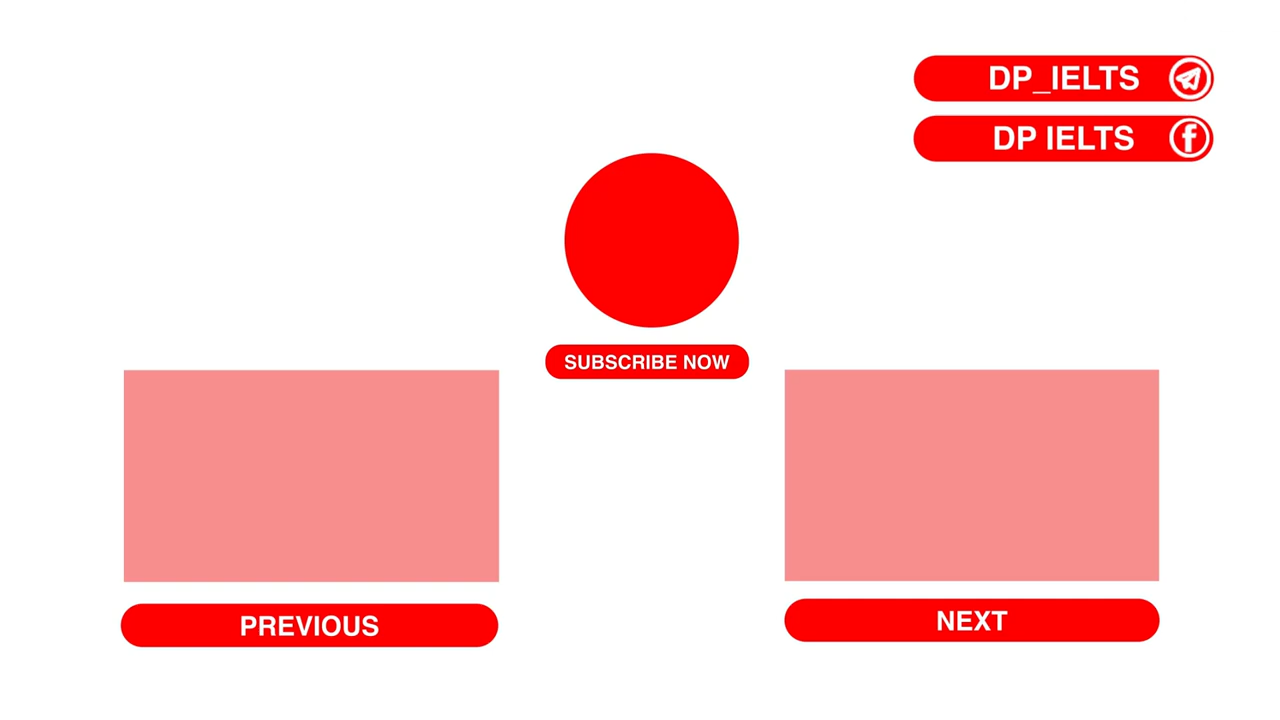 DP_IELTS
DP IELTS
SUBSCRIBE NOW
PREVIOUS
NEXT